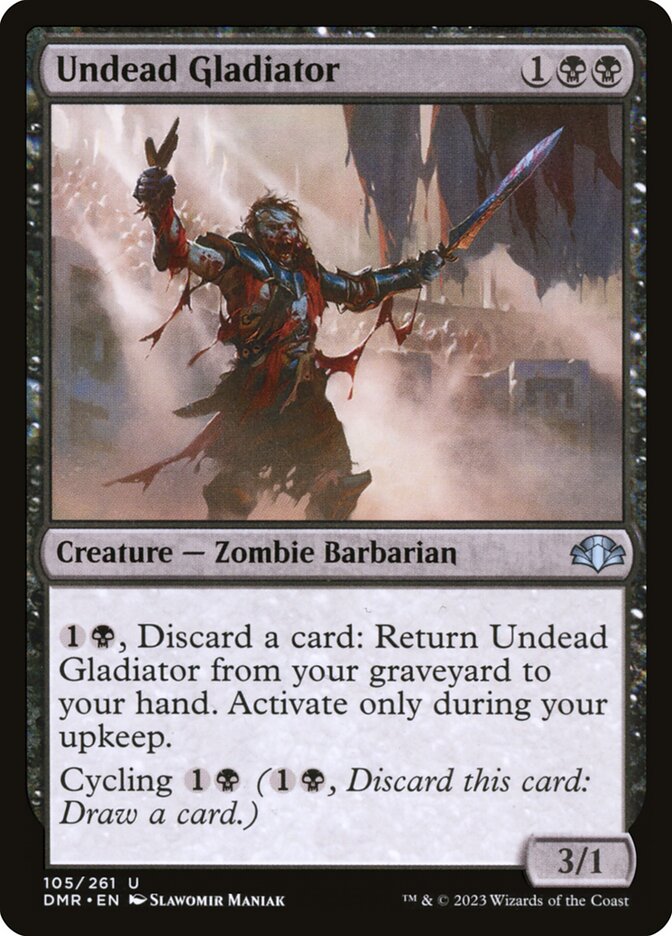 Undead Gladiator 1
Creature — Zombie Barbarian
1, Discard a card: Return Undead
Gladiator from your graveyard to
your hand. Activate only during your
upkeep.
Cycling 1 (1, Discard this card:
Draw a card.)
3/1
105/261 U
DMR • EN Slawomir Maniak
™ & © 2023 Wizards of the Coast